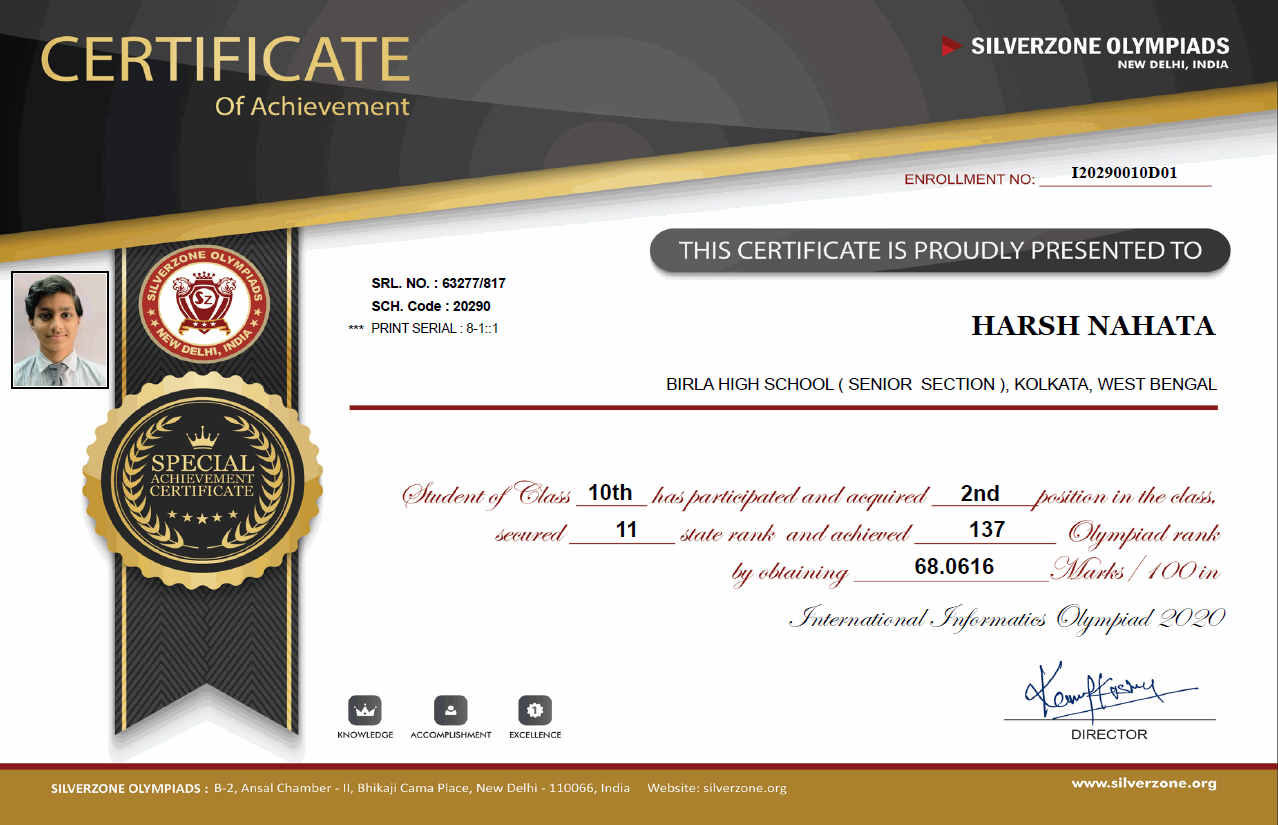 CERTIFICATE
Of Achievement
SILVERZONE OLYMPIADS
NEW DELHI, INDIA
ENROLLMENT NO: I20290010D01
THIS CERTIFICATE IS PROUDLY PRESENTED TO
SILVERZONE OLYMPIADS
SZ
NEW DELHI, INDIA
SRL. NO. : 63277/817
SCH. Code : 20290
*** PRINT SERIAL : 8-1::1
HARSH NAHATA
BIRLA HIGH SCHOOL ( SENIOR SECTION ), KOLKATA, WEST BENGAL
SPECIAL
ACHIEVEMENT
CERTIFICATE
Student of Class 10th has participated and acquired 2nd position in the class,
secured 11 state rank and achieved 137 Olympiad rank
by obtaining 68.0616 Marks / 100 in
International Informatics Olympiad 2020
KNOWLEDGE ACCOMPLISHMENT EXCELLENCE
1
DIRECTOR
SILVERZONE OLYMPIADS : B-2, Ansal Chamber - II, Bhikaji Cama Place, New Delhi - 110066, India Website: silverzone.org
www.silverzone.org